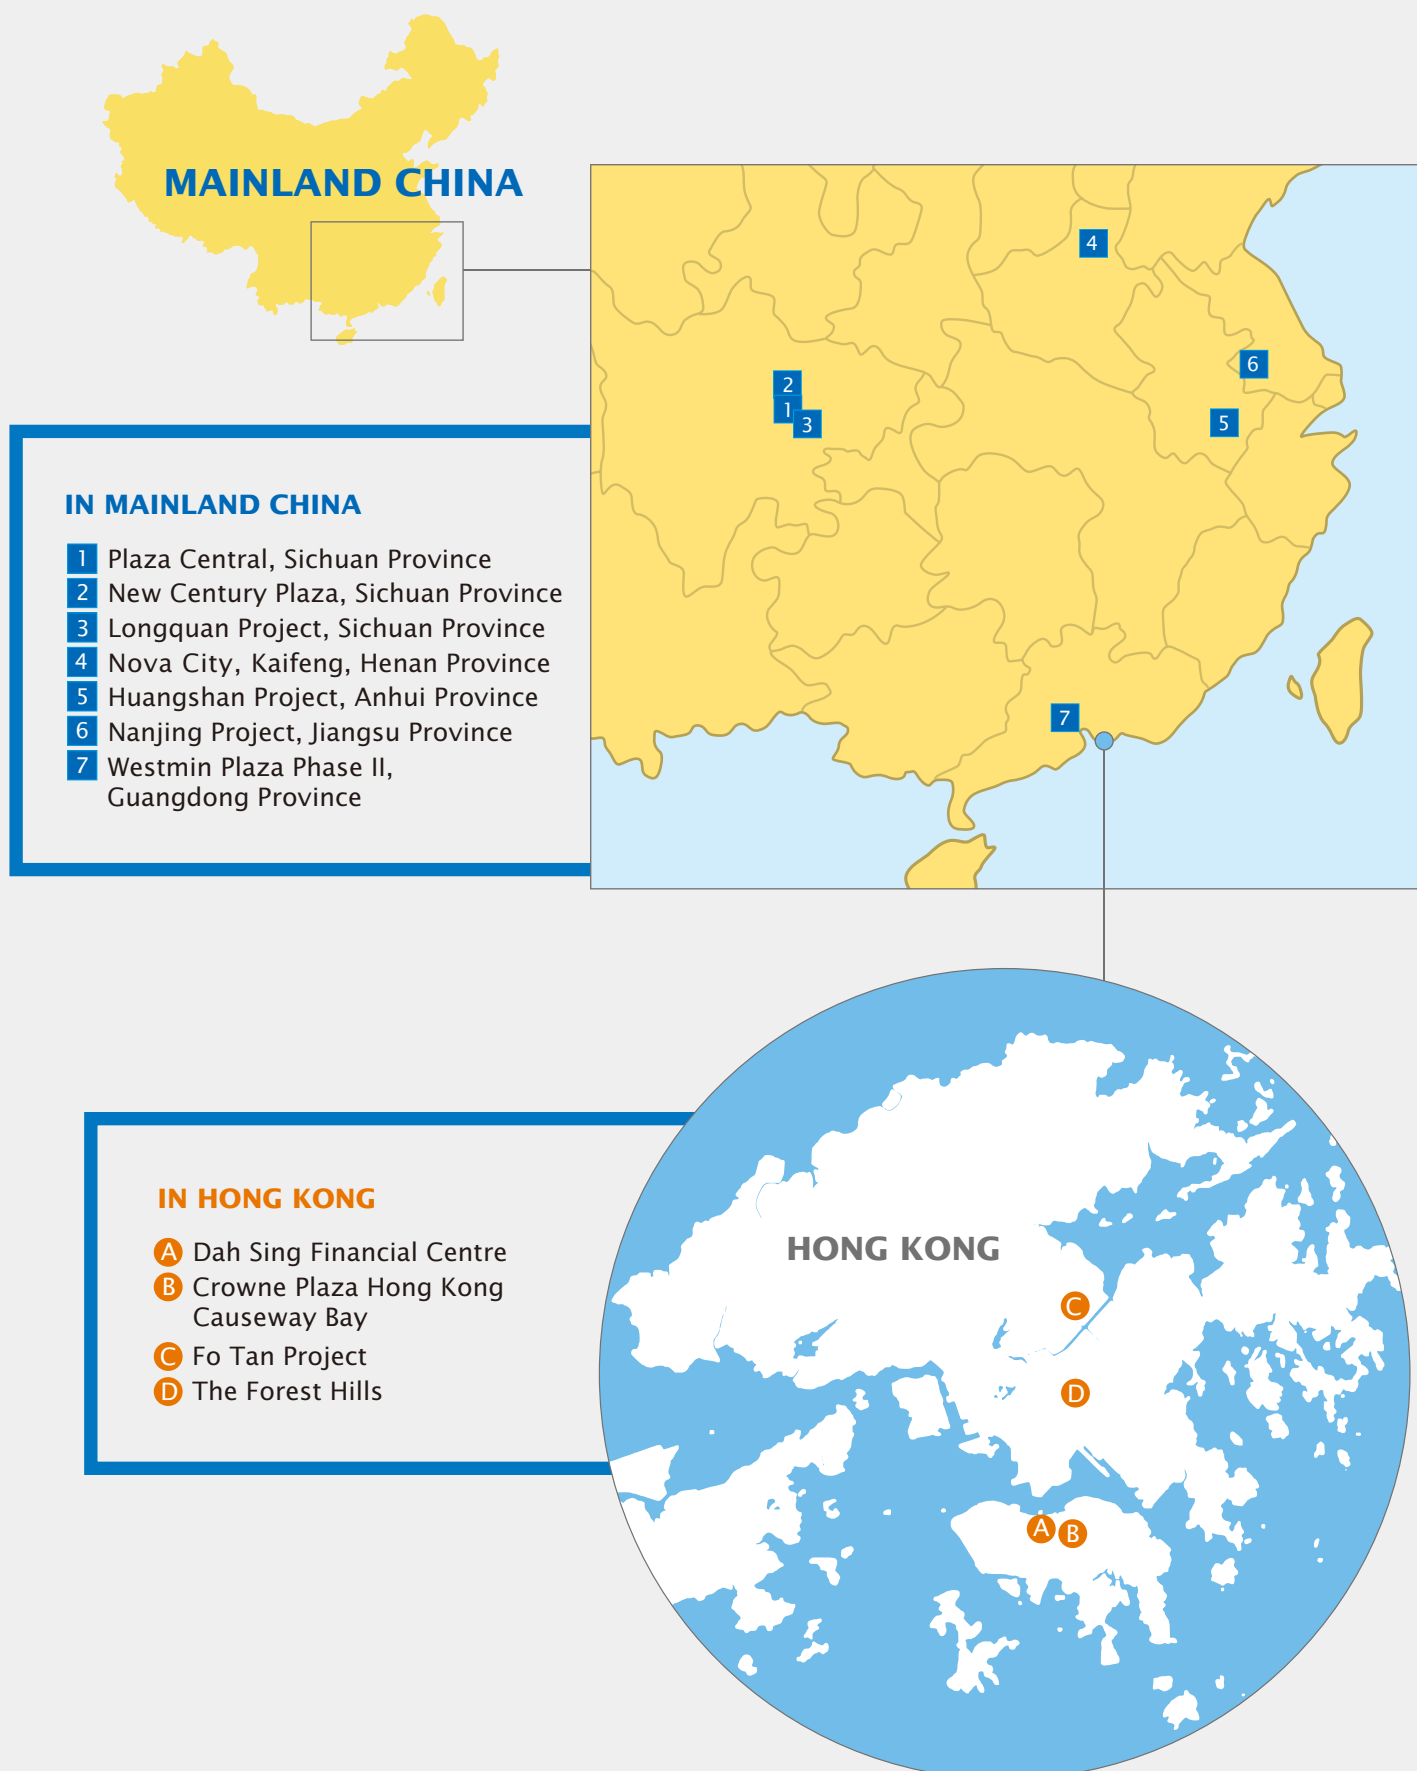 MAINLAND CHINA
4
6
2
1
3
5
7
IN MAINLAND CHINA
1 Plaza Central, Sichuan Province
2 New Century Plaza, Sichuan Province
3 Longquan Project, Sichuan Province
4 Nova City, Kaifeng, Henan Province
5 Huangshan Project, Anhui Province
6 Nanjing Project, Jiangsu Province
7 Westmin Plaza Phase II,
Guangdong Province
IN HONG KONG
A Dah Sing Financial Centre
B Crowne Plaza Hong Kong
Causeway Bay
C Fo Tan Project
D The Forest Hills
HONG KONG
C
D
A B